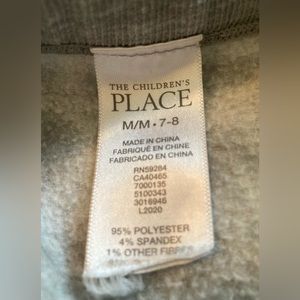 THE CHILDREN'S
PLACE
M/M • 7-8
MADE IN CHINA
FABRIQUÉ EN CHINE
FABRICADO EN CHINA
RN59284
CA40465
7000135
5100343
3016946
L2020
95% POLYESTER
4% SPANDEX
1% OTHER FIBRES